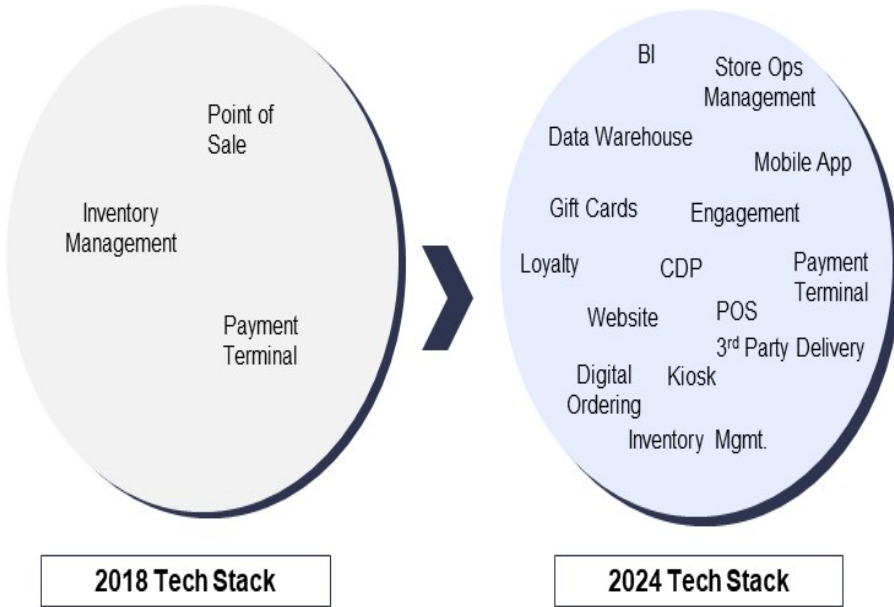 Point of
Sale
Inventory
Management
Payment
Terminal
2018 Tech Stack
BI
Store Ops
Management
Data Warehouse
Mobile App
Gift Cards
Engagement
Loyalty
CDP
Payment
Terminal
Website
POS
3rd Party Delivery
Digital
Ordering
Kiosk
Inventory Mgmt.
2024 Tech Stack